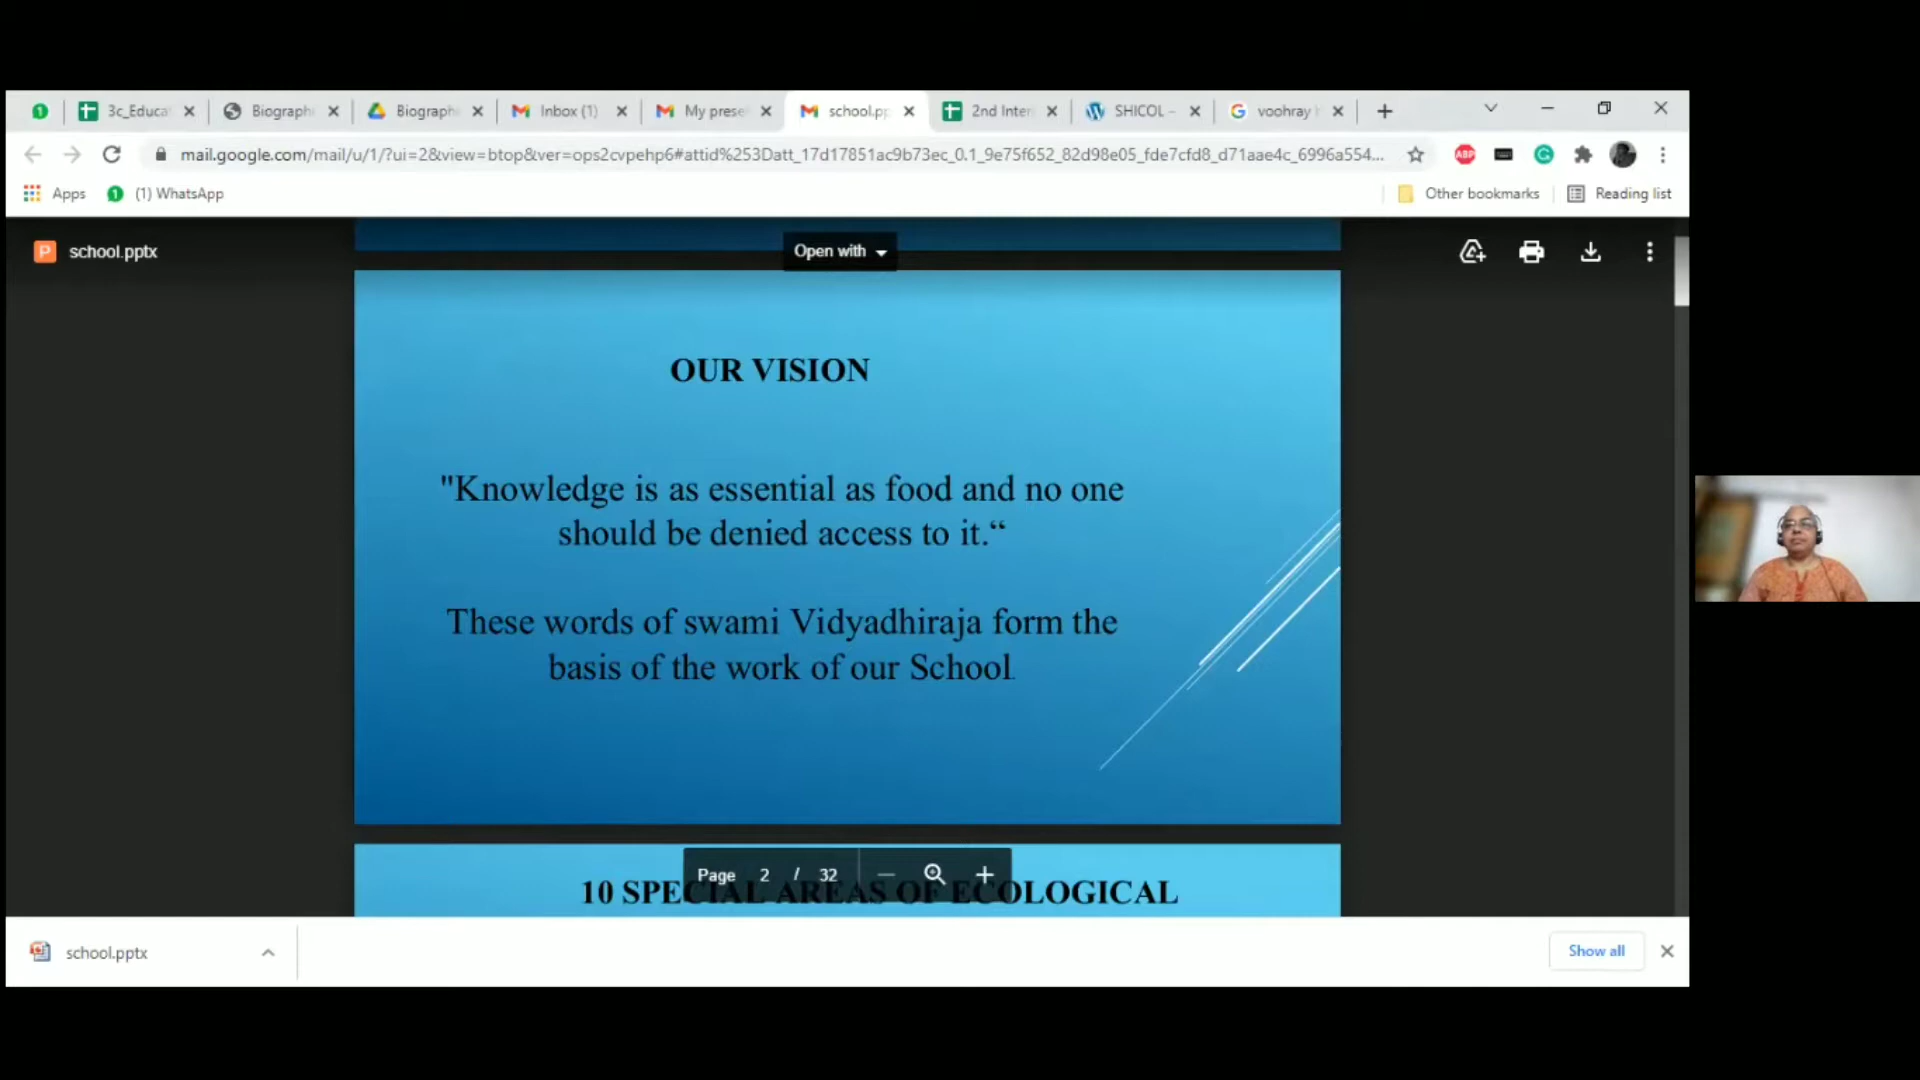 3c_Educa
Biograph
Biograph
Inbox (1)
My prese
school.pp
2nd Inter
SHICOL –
voohray
mail.google.com/mail/u/1/?ui=2&view=btop&ver=ops2cvpehp6#attid%253Datt_17d17851ac9b73ec_0.1_9e75f652_82d98e05_fde7cfd8_d71aae4c_6996a554...
ABP
Apps
1
(1) WhatsApp
Other bookmarks
Reading list
P
school.pptx
Open with
OUR VISION
"Knowledge is as essential as food and no one
should be denied access to it.“
These words of swami Vidyadhiraja form the
basis of the work of our School.
Page 2 / 32
10 SPECIAL AREAS OF ECOLOGICAL
school.pptx
Show all